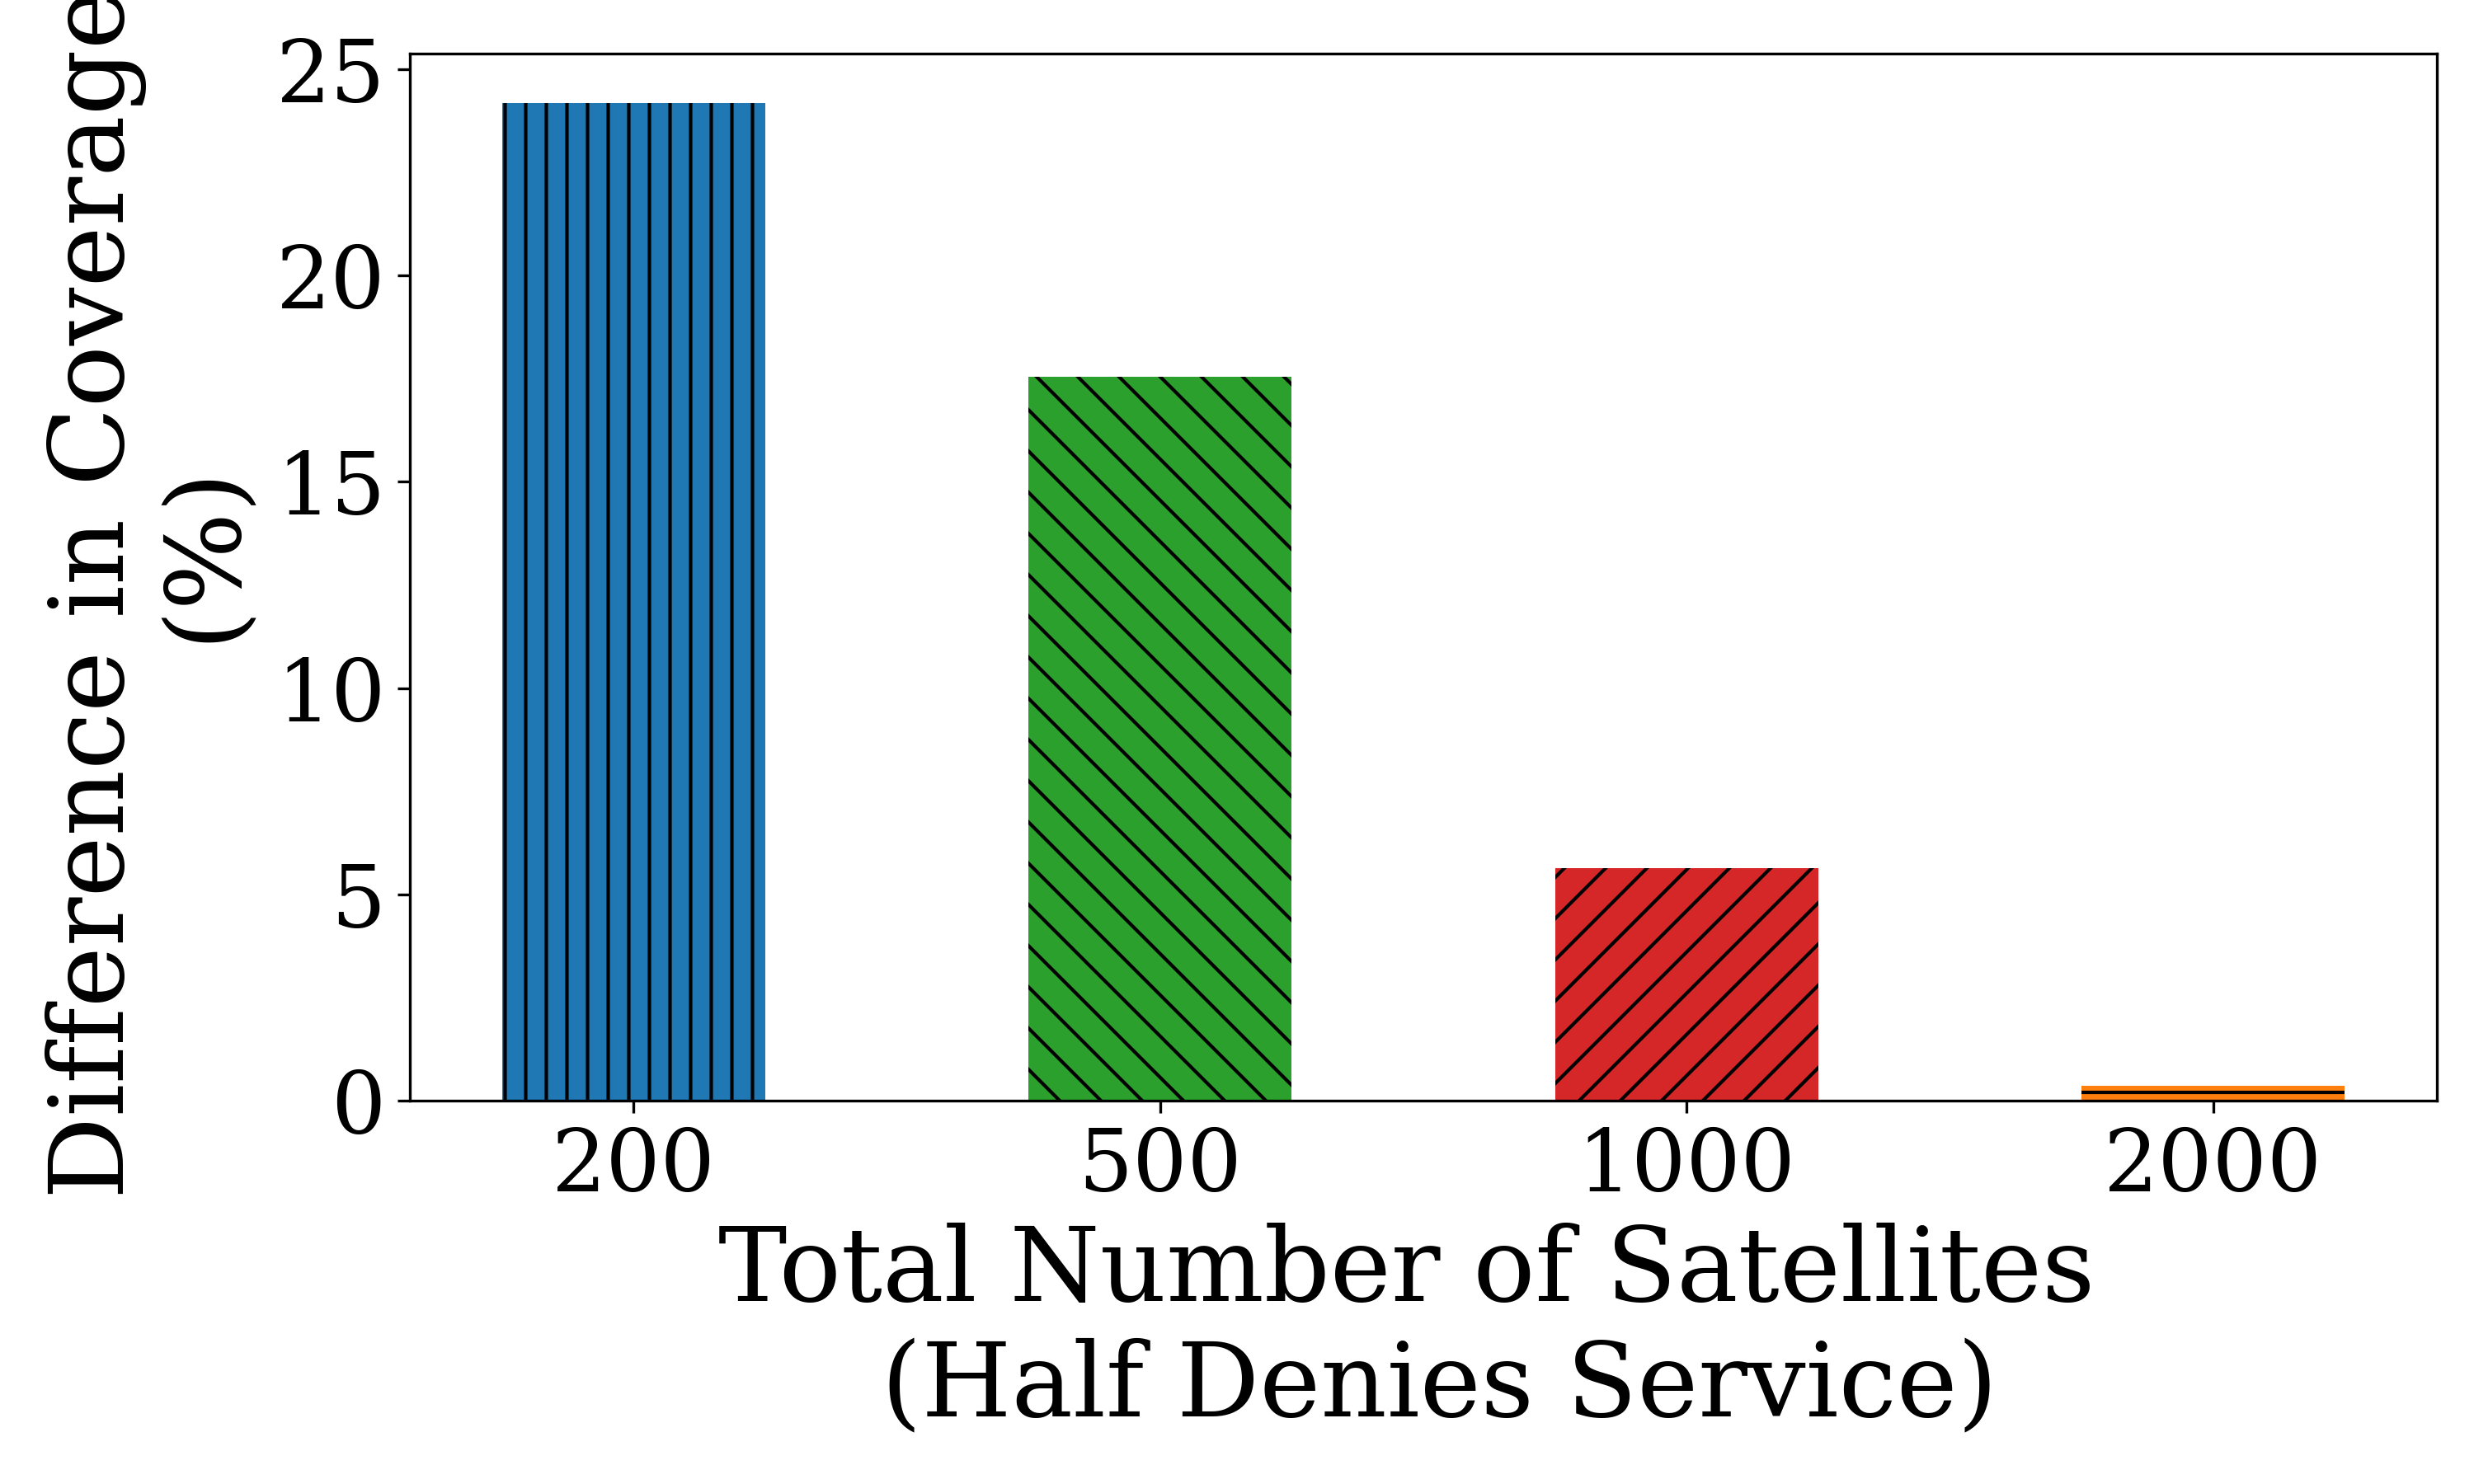 Difference in Coverage
(%)
25
20
15
10
5
0
200 500 1000 2000
Total Number of Satellites
(Half Denies Service)